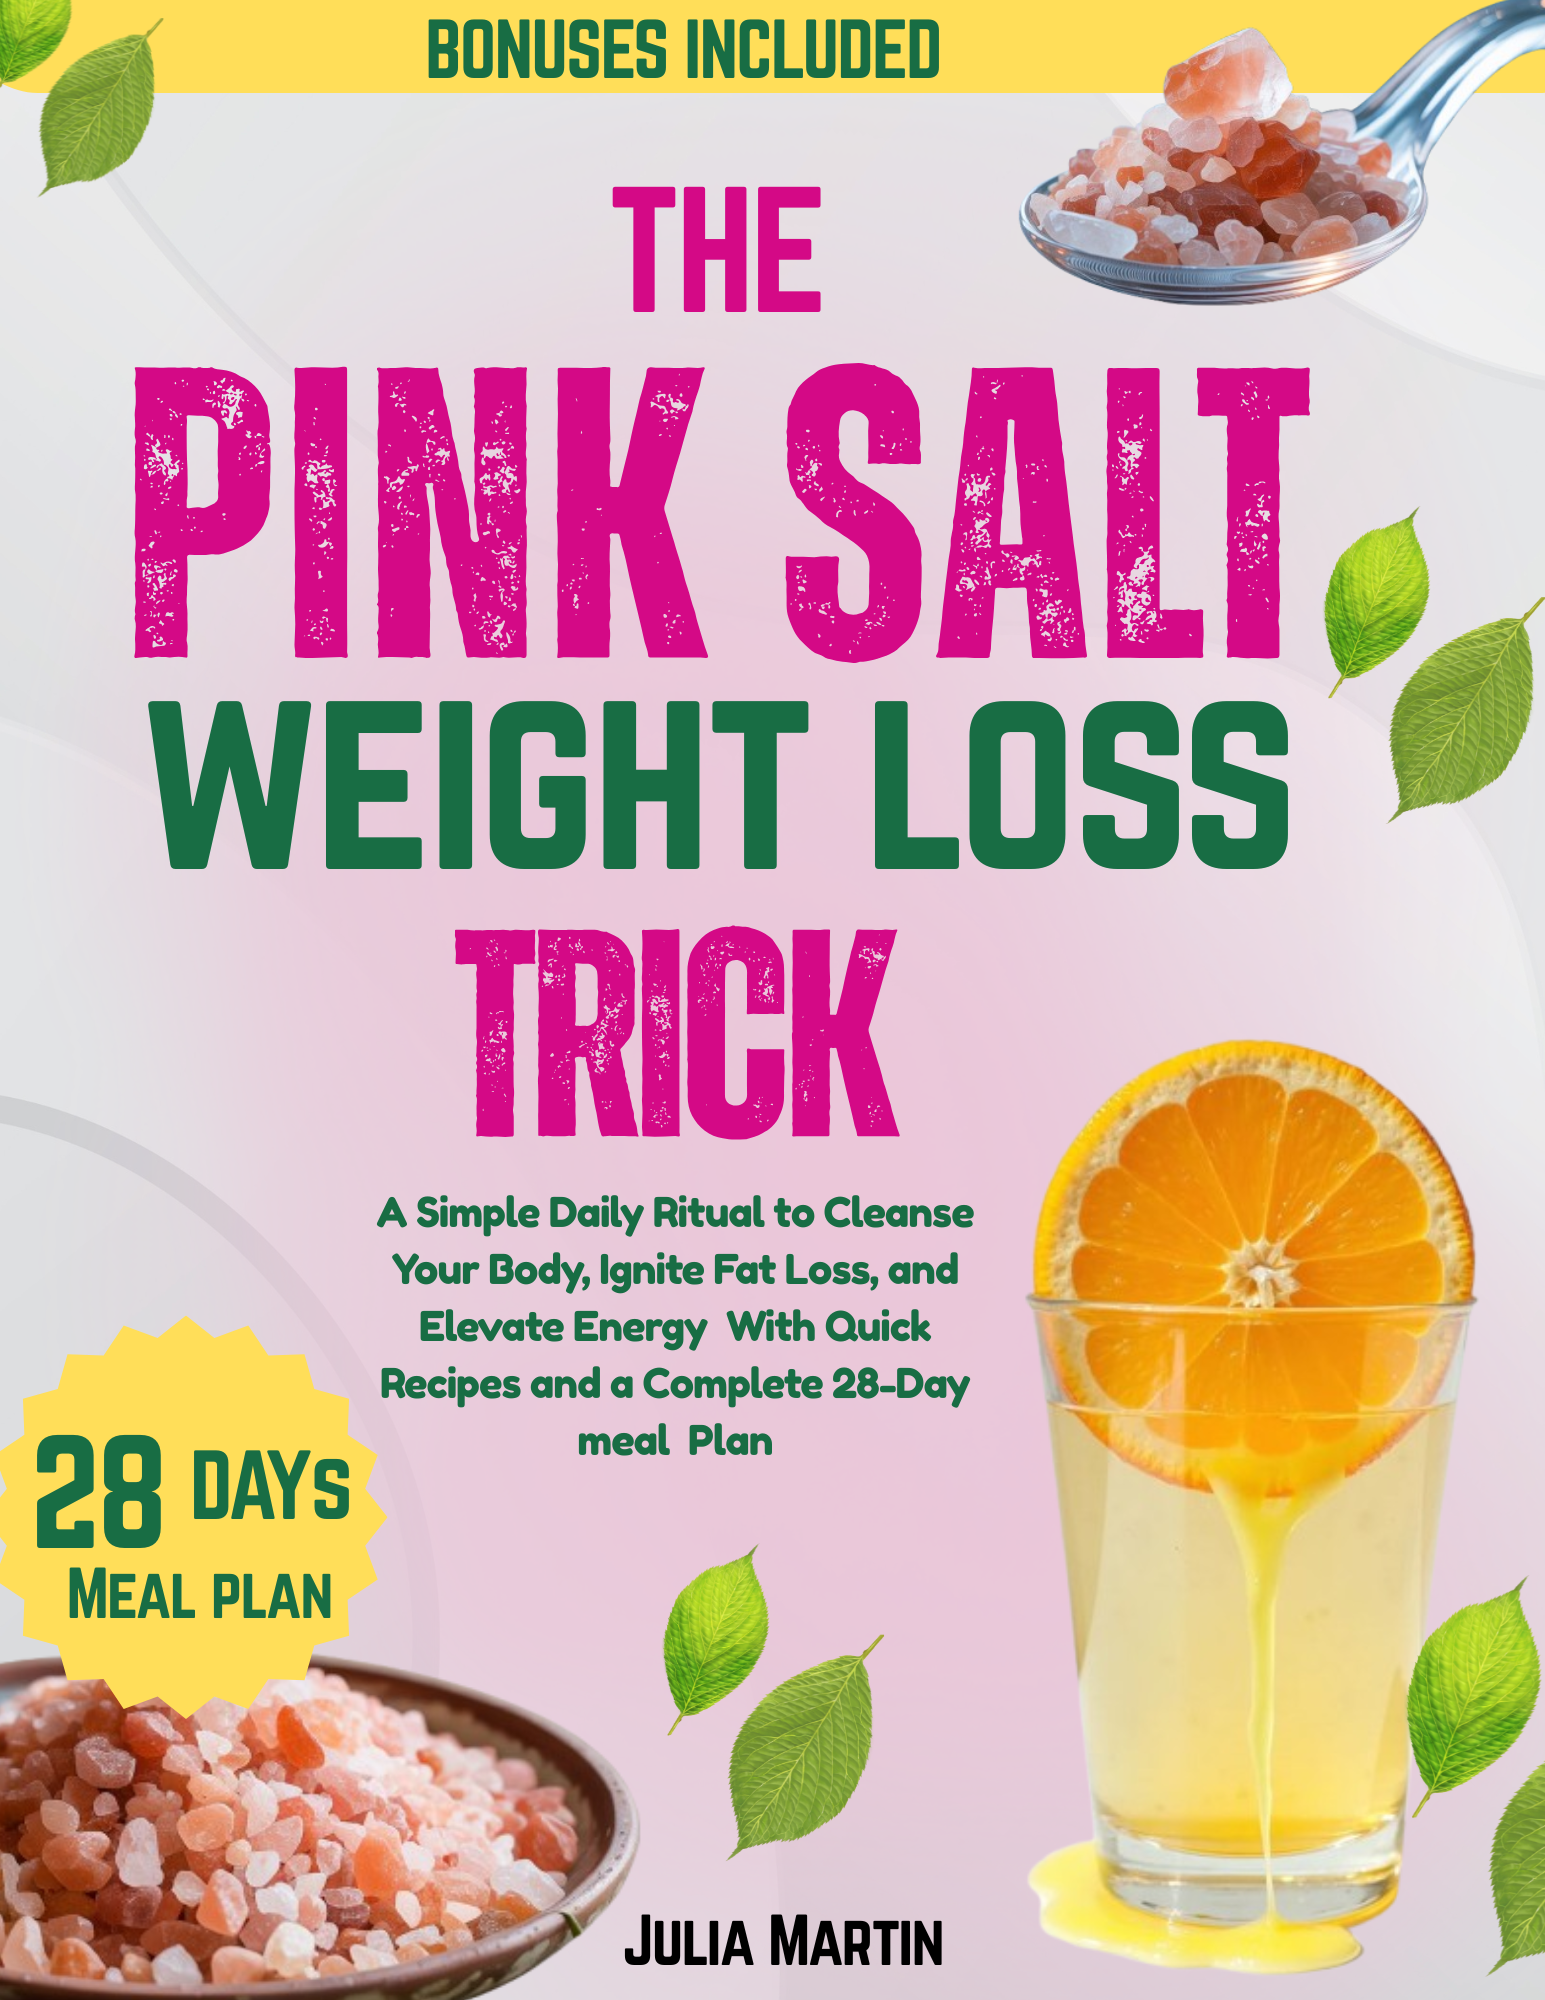 BONUSES INCLUDED
THE
PINK SALT
WEIGHT LOSS
TRICK
A Simple Daily Ritual to Cleanse
Your Body, Ignite Fat Loss, and
Elevate Energy With Quick
Recipes and a Complete 28-Day
meal Plan
28 DAYS
MEAL PLAN
JULIA MARTIN